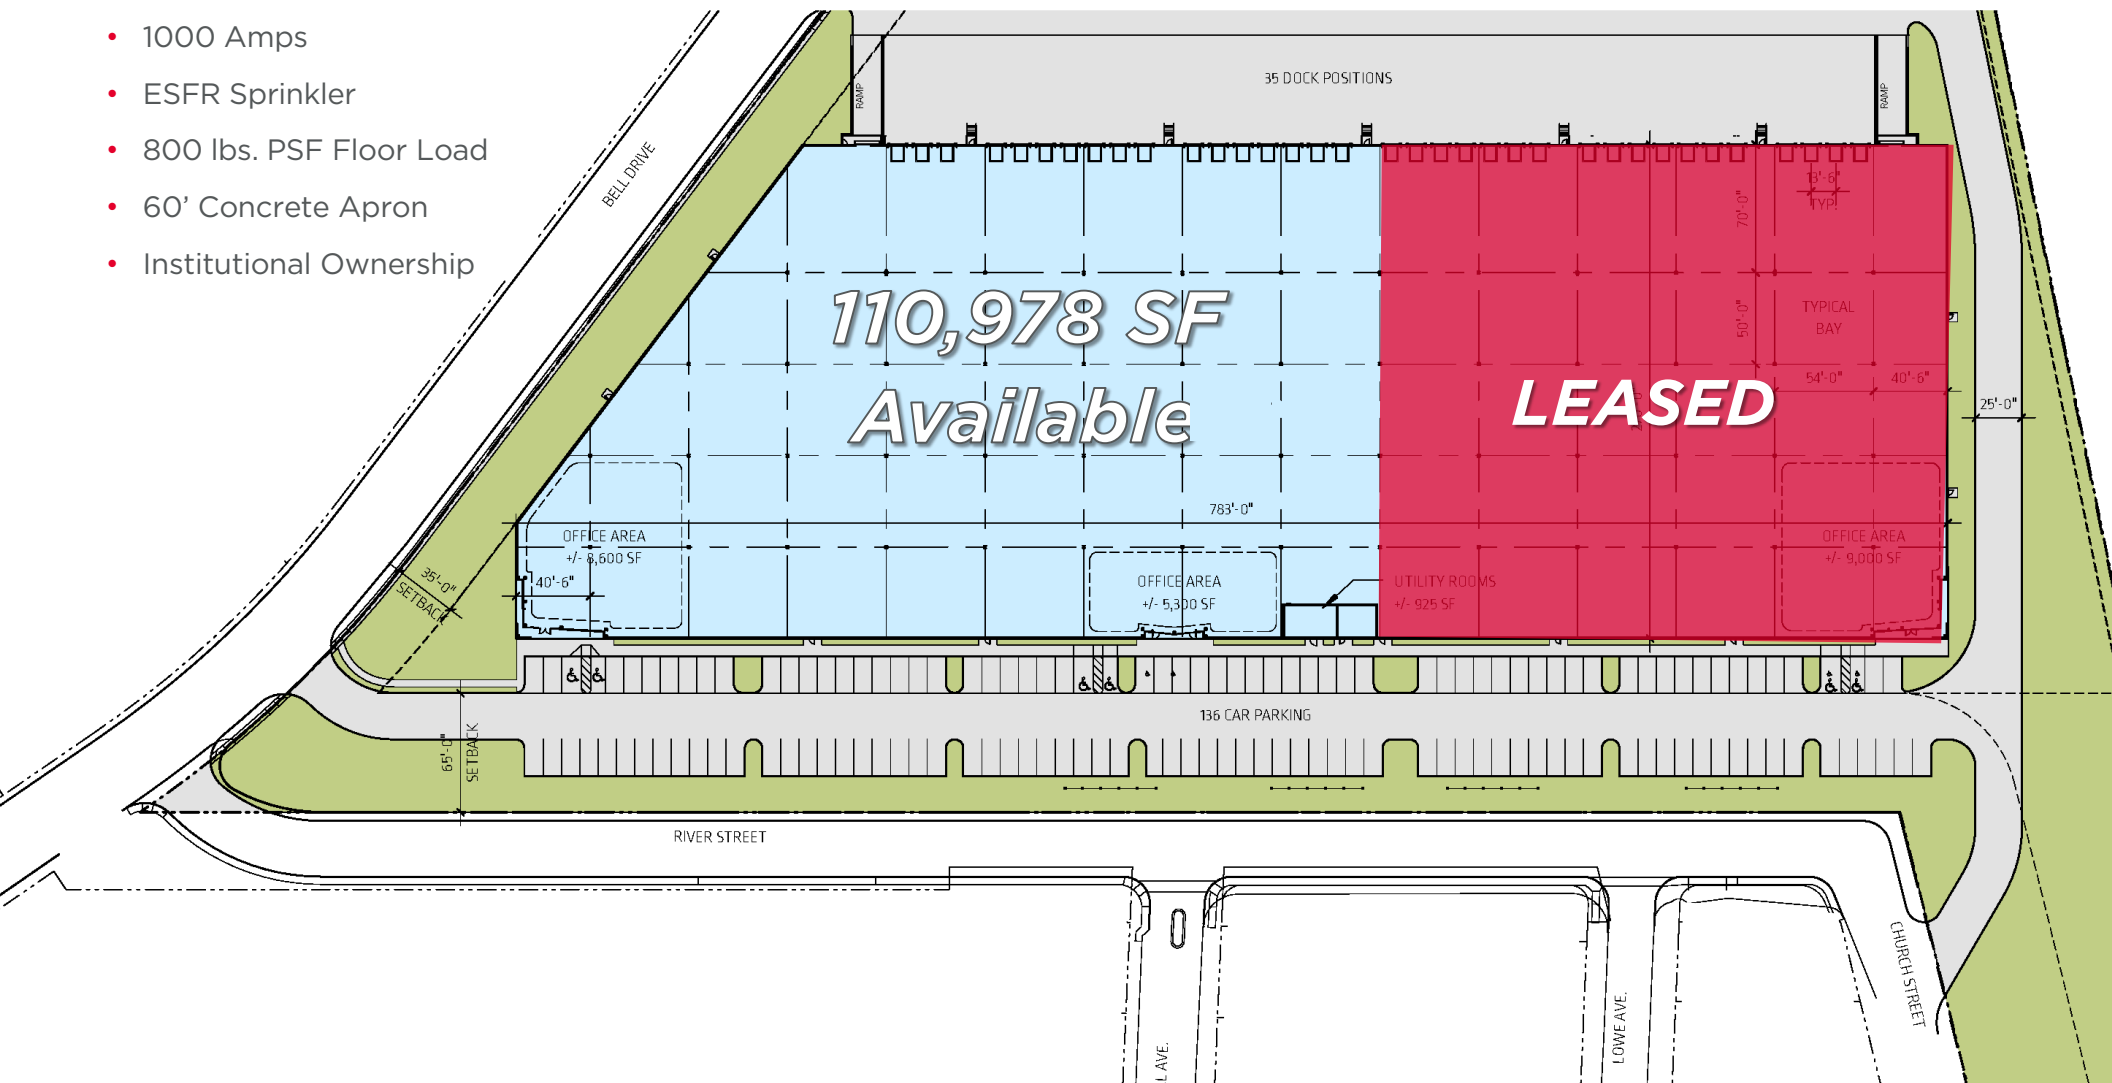 • 1000 Amps
• ESFR Sprinkler
• 800 lbs. PSF Floor Load
• 60’ Concrete Apron
• Institutional Ownership
35 DOCK POSITIONS
RAMP
RAMP
BELL DRIVE
13'-6"
TYP.
70'-0"
50'-0"
TYPICAL
BAY
110,978 SF
Available
LEASED
54'-0"
40'-6"
25'-0"
783'-0"
OFFICE AREA
+/- 8,600 SF
40'-6"
OFFICE AREA
+/- 5,300 SF
UTILITY ROOMS
+/- 925 SF
OFFICE AREA
+/- 9,000 SF
35'-0"
SETBACK
136 CAR PARKING
65'-0"
SETBACK
RIVER STREET
CHURCH STREET
LOWE AVE.
L AVE.